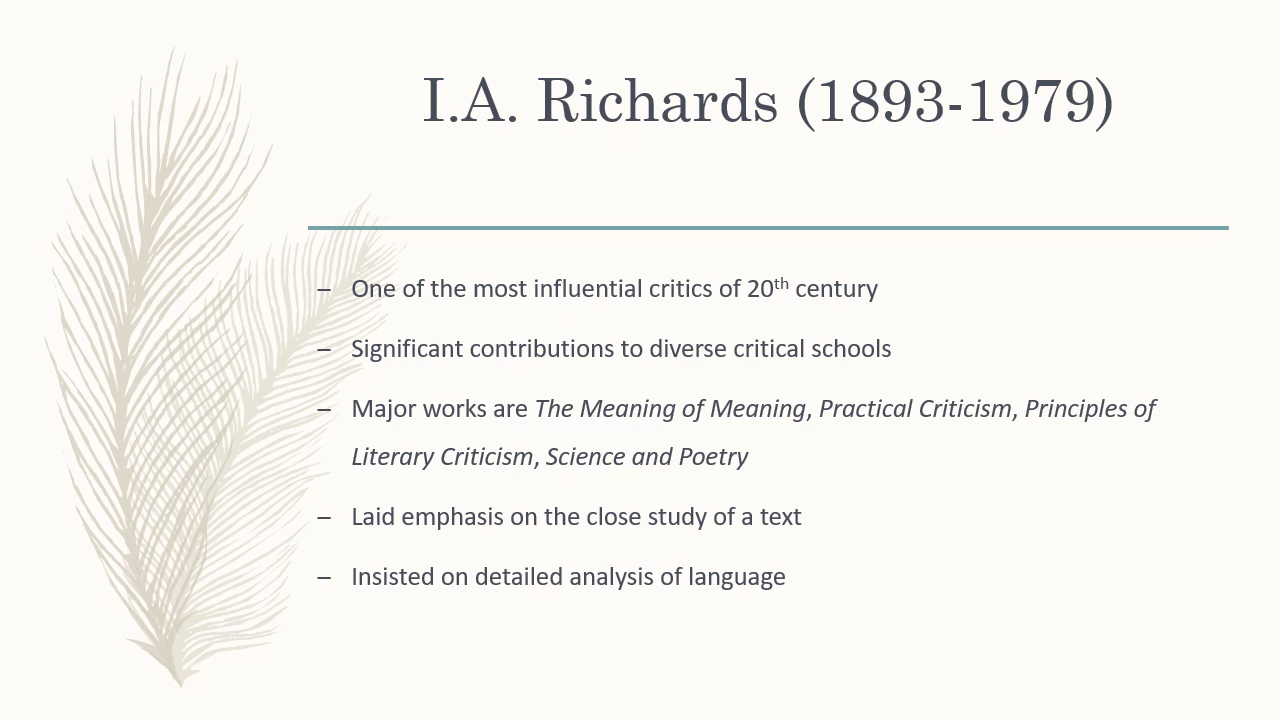 I.A. Richards (1893-1979)
– One of the most influential critics of 20th century
– Significant contributions to diverse critical schools
– Major works are The Meaning of Meaning, Practical Criticism, Principles of
Literary Criticism, Science and Poetry
– Laid emphasis on the close study of a text
– Insisted on detailed analysis of language